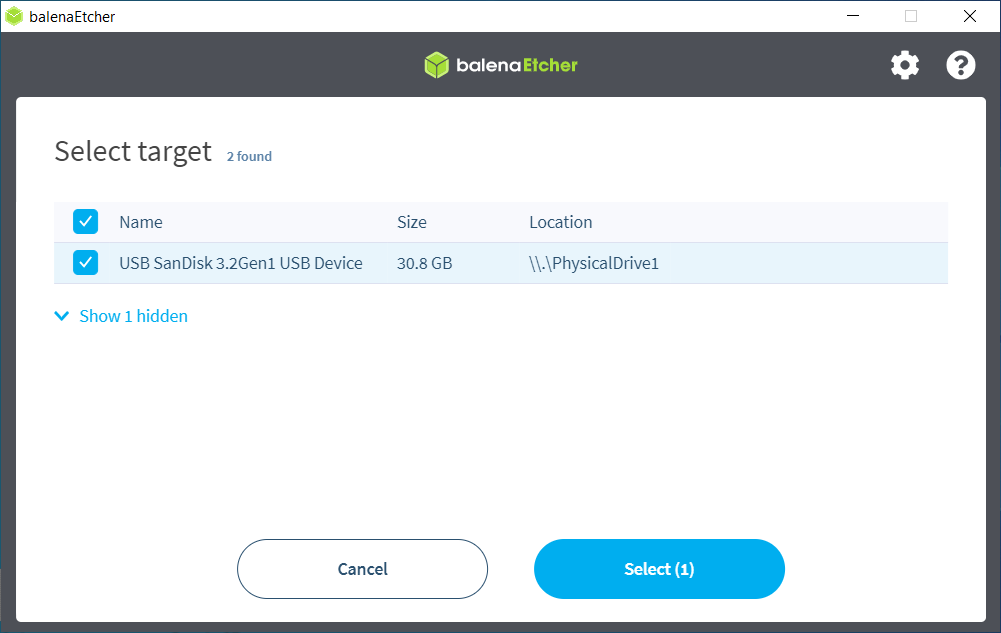 balenaEtcher
balenaEtcher
Select target 2 found
Name Size Location
USB SanDisk 3.2Gen1 USB Device 30.8 GB \\.\PhysicalDrive1
Show 1 hidden
Cancel Select (1)